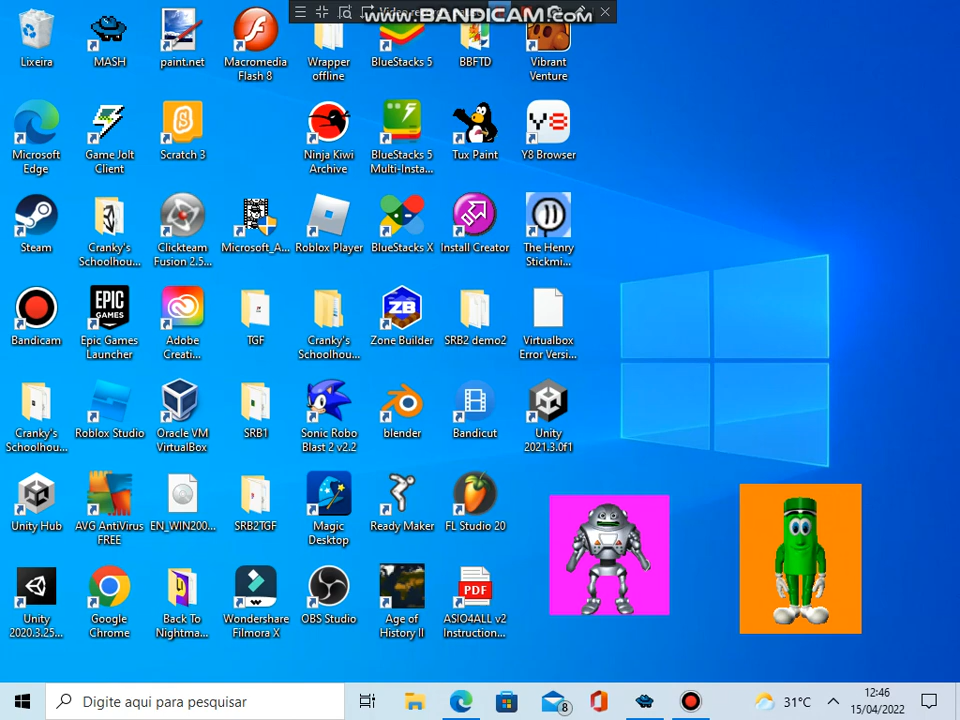 www.BANDICAM.com
Lixeira
MASH
paint.net
Macromedia
Flash 8
Wrapper
offline
BlueStacks 5
BBFTD
Vibrant
Venture
Microsoft
Edge
Game Jolt
Client
Scratch 3
Ninja Kiwi
Archive
BlueStacks 5
Multi-Insta...
Tux Paint
Y8
Y8 Browser
Steam
Cranky's
Schoolhou...
Clickteam
Fusion 2.5...
Microsoft_A...
Roblox Player
BlueStacks X
Install Creator
The Henry
Stickmi...
Bandicam
EPIC
GAMES
Epic Games
Launcher
Adobe
Creati...
TGF
Cranky's
Schoolhou...
ZB
Zone Builder
SRB2 demo2
Virtualbox
Error Versi...
Cranky's
Schoolhou...
Roblox Studio
Oracle VM
VirtualBox
SRB1
Sonic Robo
Blast 2 v2.2
blender
Bandicut
Unity
2021.3.0f1
Unity Hub
AVG AntiVirus
FREE
EN_WIN200...
SRB2TGF
Magic
Desktop
Ready Maker
FL Studio 20
Unity
2020.3.25...
Google
Chrome
Back To
Nightma...
Wondershare
Filmora X
OBS Studio
Age of
History II
PDF
ASIO4ALL v2
Instruction...
Digite aqui para pesquisar
8
31°C
12:46
15/04/2022